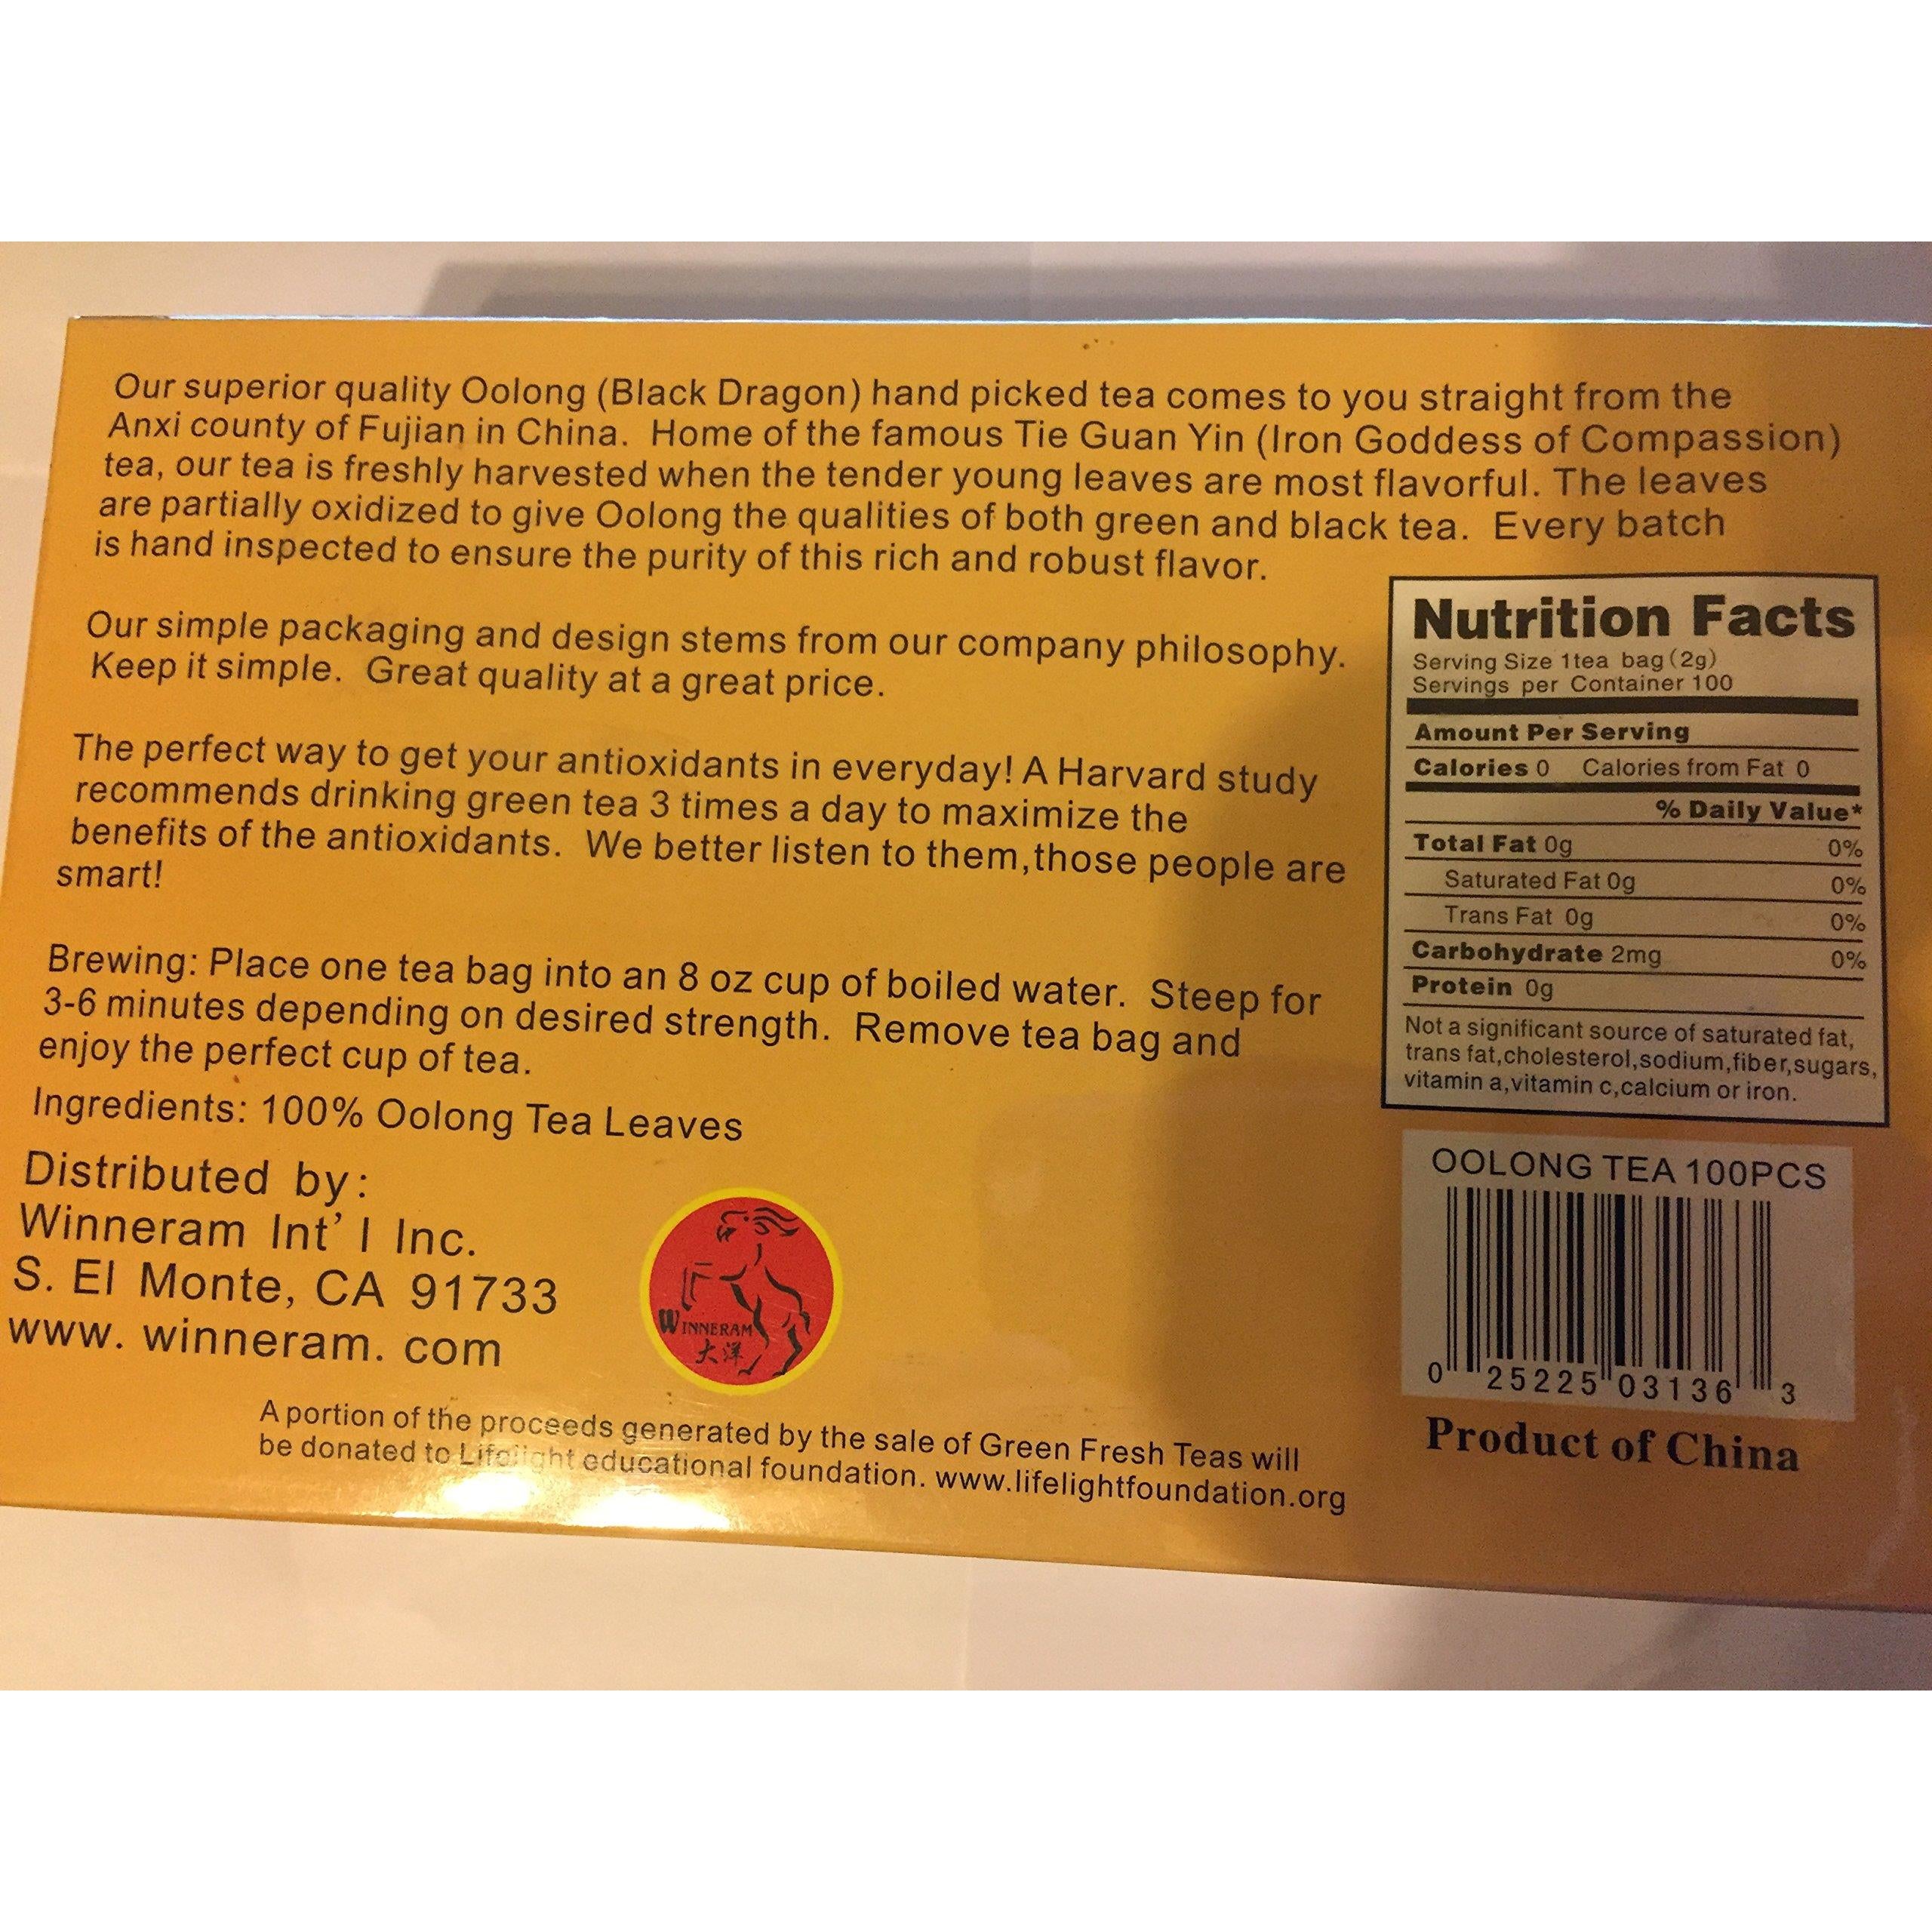 Our superior quality Oolong (Black Dragon) hand picked tea comes to you straight from the
Anxi county of Fujian in China. Home of the famous Tie Guan Yin (Iron Goddess of Compassion)
tea, our tea is freshly harvested when the tender young leaves are most flavorful. The leaves
are partially oxidized to give Oolong the qualities of both green and black tea. Every batch
is hand inspected to ensure the purity of this rich and robust flavor.
Our simple packaging and design stems from our company philosophy.
Keep it simple. Great quality at a great price.
The perfect way to get your antioxidants in everyday! A Harvard study
recommends drinking green tea 3 times a day to maximize the
benefits of the antioxidants. We better listen to them,those people are
smart!
Brewing: Place one tea bag into an 8 oz cup of boiled water. Steep for
3-6 minutes depending on desired strength. Remove tea bag and
enjoy the perfect cup of tea.
Ingredients: 100% Oolong Tea Leaves
Distributed by:
Winneram Int' l Inc.
S. El Monte, CA 91733
www. winneram. com
WINNERAM
大洋
A portion of the proceeds generated by the sale of Green Fresh Teas will
be donated to Lifelight educational foundation. www.lifelightfoundation.org
Nutrition Facts
Serving Size 1tea bag(2g)
Servings per Container 100
Amount Per Serving
Calories 0 Calories from Fat 0
% Daily Value*
Total Fat 0g 0%
Saturated Fat 0g 0%
Trans Fat 0g 0%
Carbohydrate 2mg 0%
Protein 0g
Not a significant source of saturated fat,
trans fat,cholesterol,sodium,fiber,sugars,
vitamin a,vitamin c,calcium or iron.
OOLONG TEA 100PCS
0 25225 03136 3
Product of China